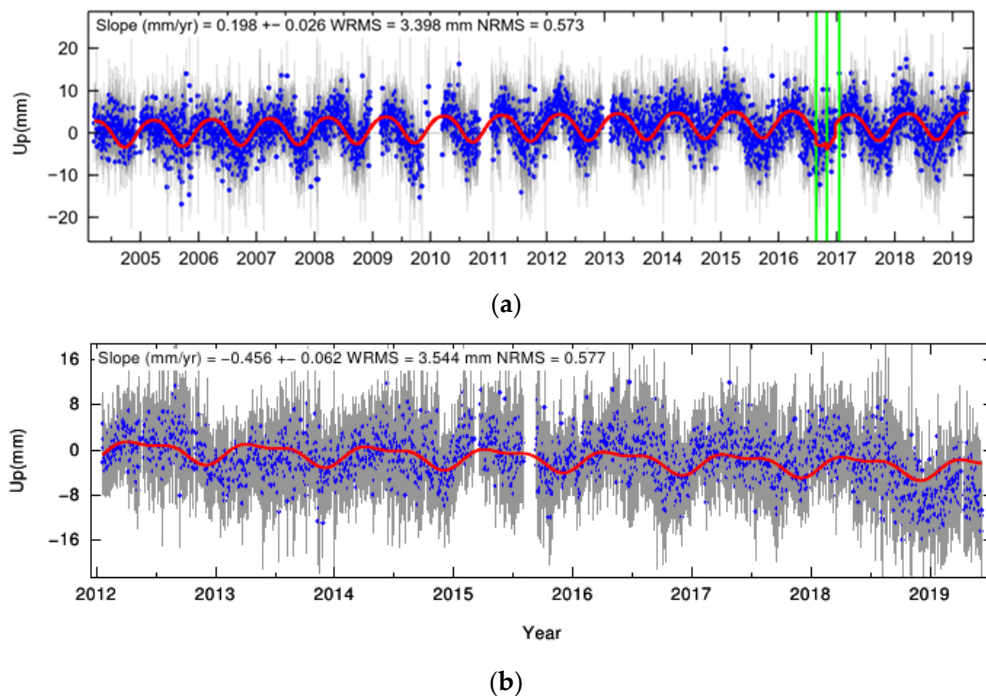 Slope (mm/yr) = 0.198 +− 0.026 WRMS = 3.398 mm NRMS = 0.573
Up(mm)
20
10
0
−10
−20
2005 2006 2007 2008 2009 2010 2011 2012 2013 2014 2015 2016 2017 2018 2019
(a)
Slope (mm/yr) = −0.456 +− 0.062 WRMS = 3.544 mm NRMS = 0.577
Up(mm)
16
8
0
−8
−16
2012 2013 2014 2015 2016 2017 2018 2019
Year
(b)